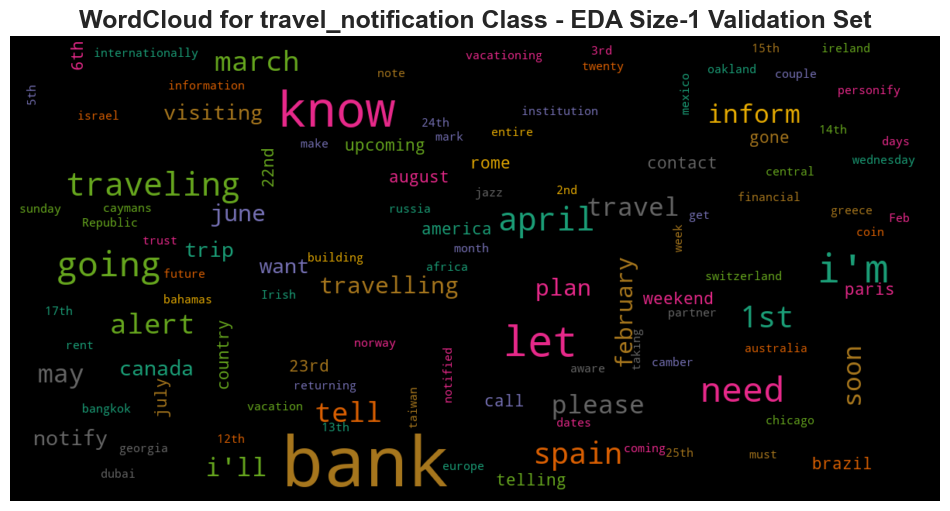 WordCloud for travel_notification Class - EDA Size-1 Validation Set
6th
internationally
march
vacationing
3rd
twenty
15th
ireland
note
oakland
couple
5th
information
know
mexico
personify
israel
visiting
24th
institution
inform
make
mark
entire
gone
14th
days
22nd
upcoming
rome
contact
wednesday
traveling
august
jazz
2nd
central
sunday
caymans
june
russia
april
travel
get
financial
greece
Feb
Republic
america
week
coin
trust
trip
month
going
future
want
building
africa
switzerland
i'm
bahamas
Irish
travelling
plan
february
weekend
paris
17th
alert
partner
1st
rent
country
norway
let
taking
australia
may
canada
23rd
notified
aware
camber
soon
july
returning
need
bangkok
vacation
taiwan
call
please
tell
13th
dates
chicago
notify
georgia
12th
bank
spain
coming
25th
must
brazil
dubai
i'll
europe
telling